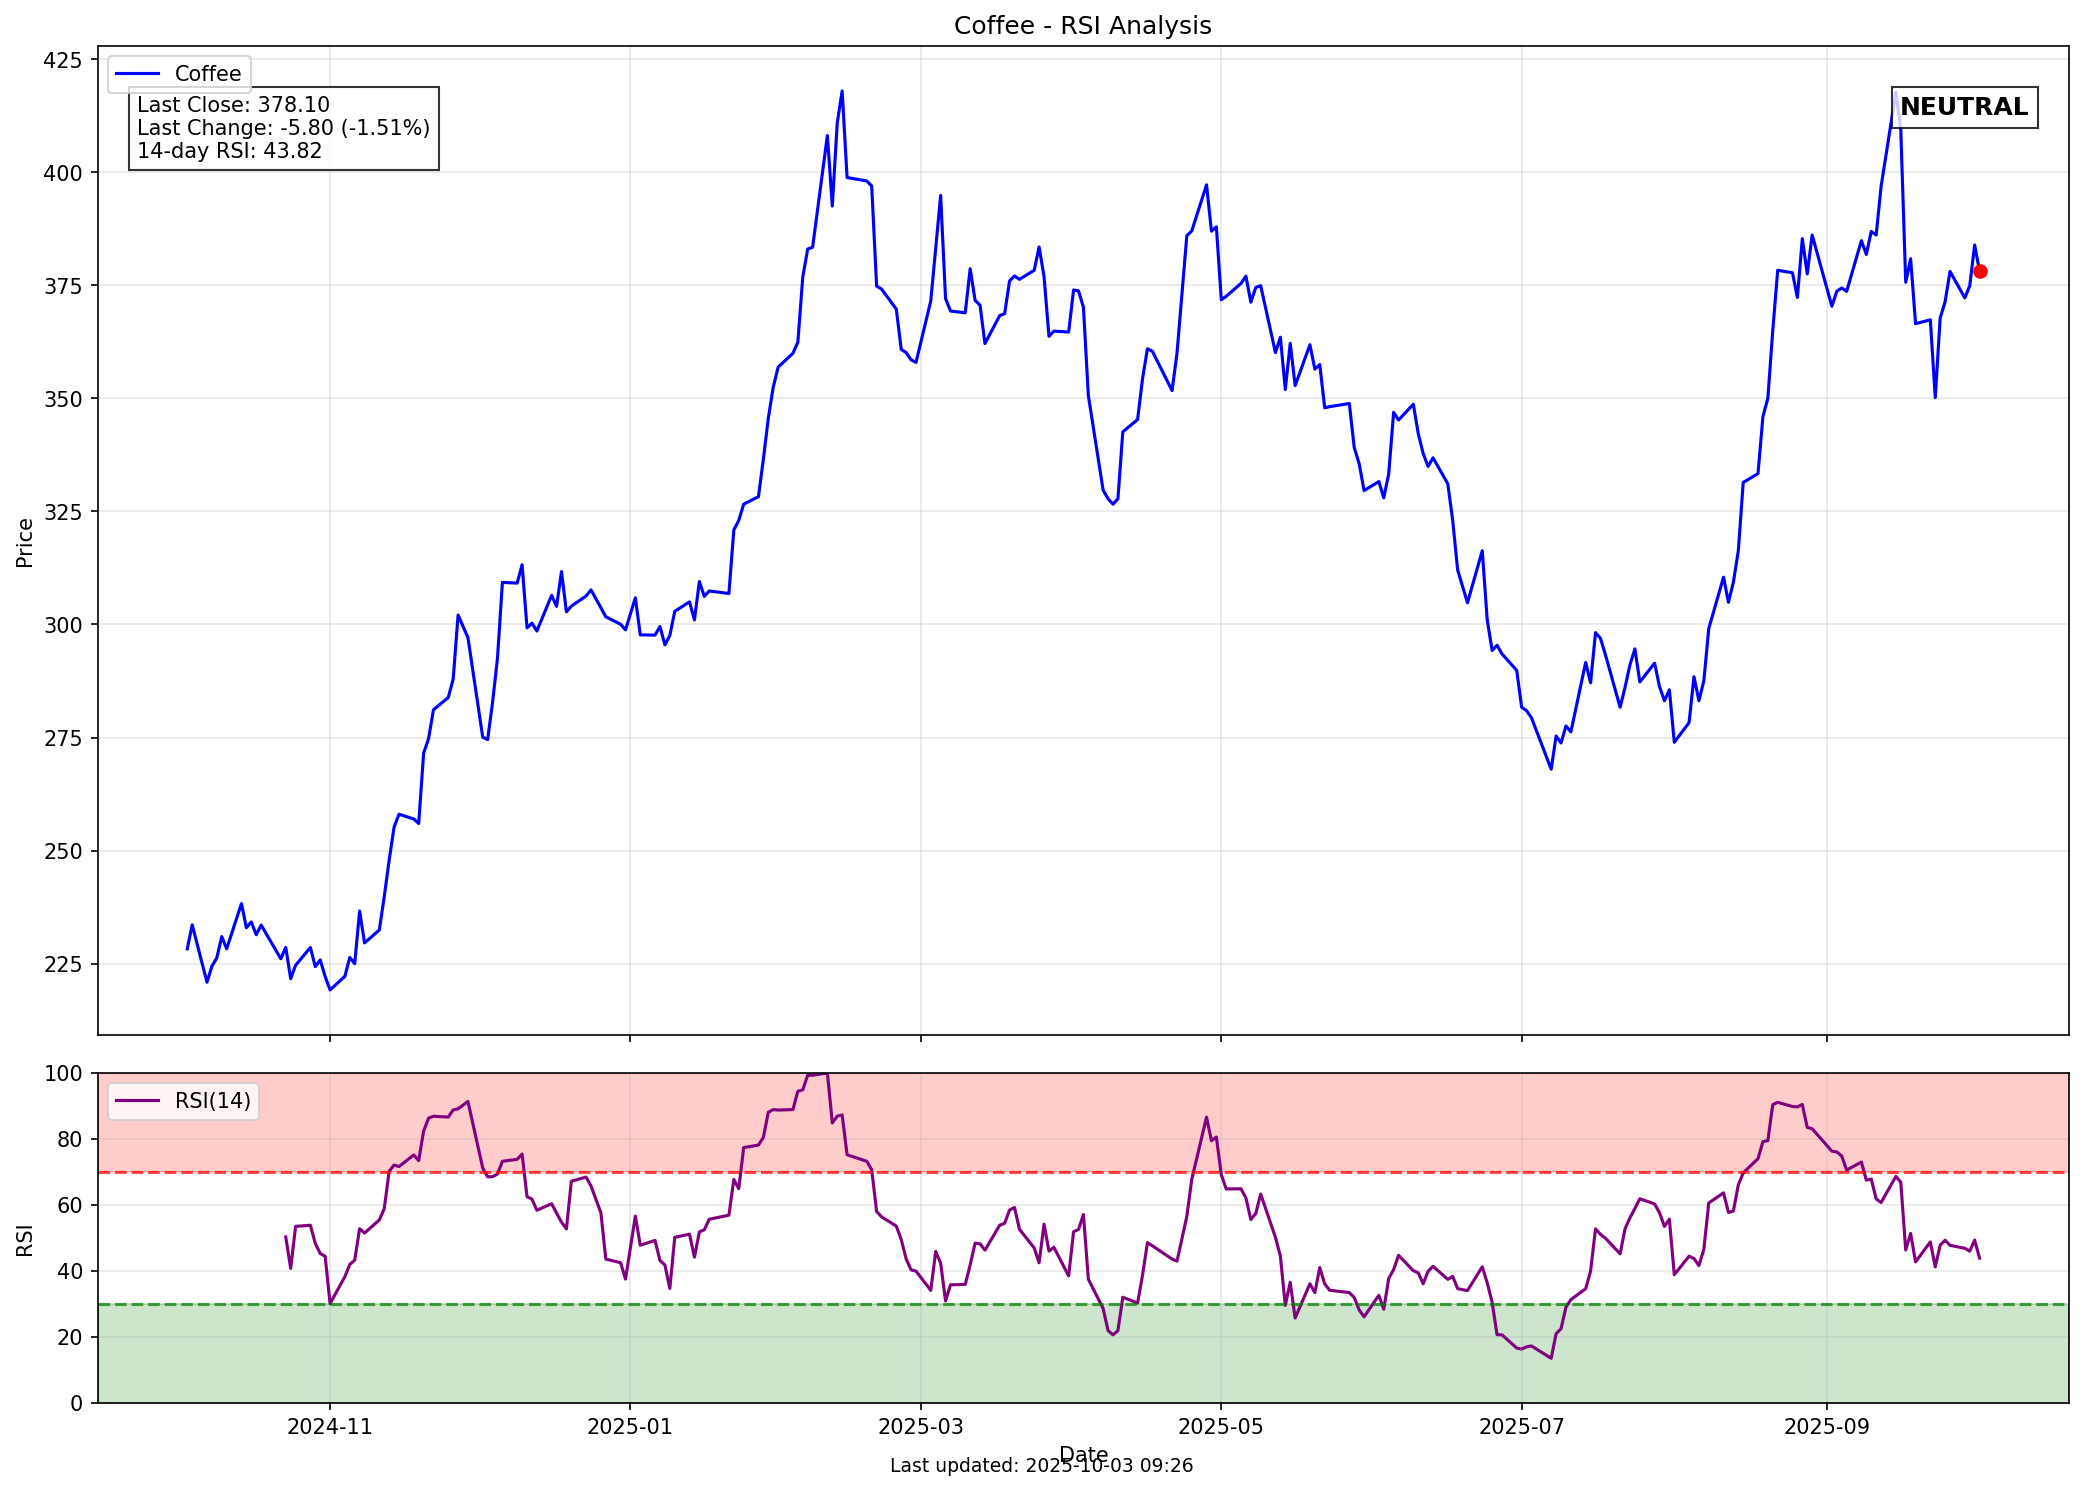 Coffee - RSI Analysis
Coffee
Last Close: 378.10
Last Change: -5.80 (-1.51%)
14-day RSI: 43.82
NEUTRAL
Price
425
400
375
350
325
300
275
250
225
RSI(14)
RSI
100
80
60
40
20
0
2024-11
2025-01
2025-03
2025-05
2025-07
2025-09
Date
Last updated: 2025-10-03 09:26